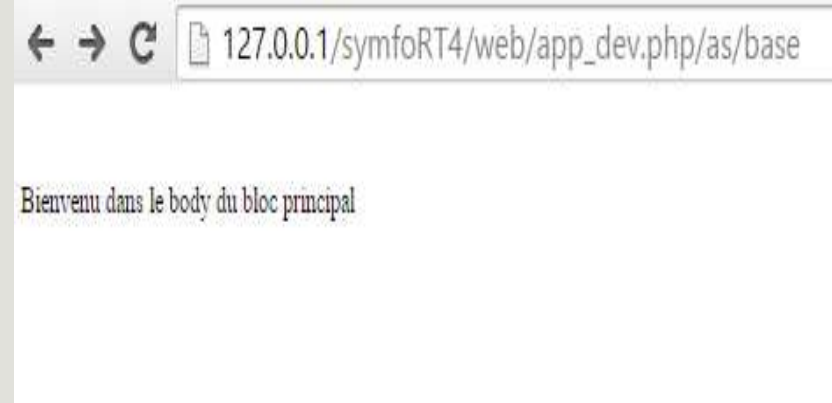 127.0.0.1/symfoRT4/web/app_dev.php/as/base
Bienvenu dans le body du bloc principal